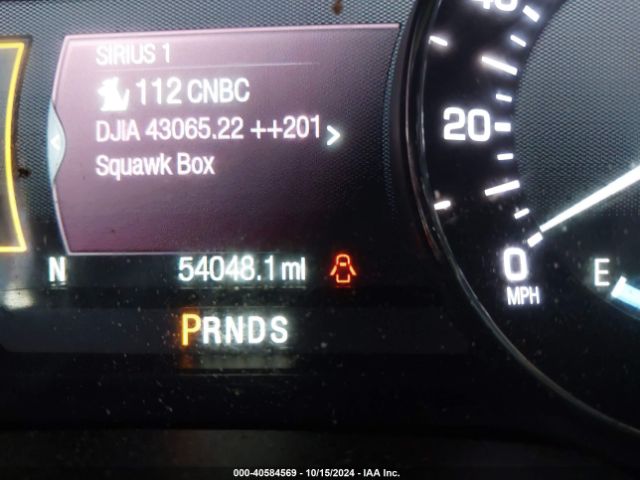 SIRIUS 1
112 CNBC
DJIA 43065.22 ++201
Squawk Box
N 54048.1 mi
PRNDS
40
20
0
MPH
E
000-40584569 - 10/15/2024 - IAA Inc.